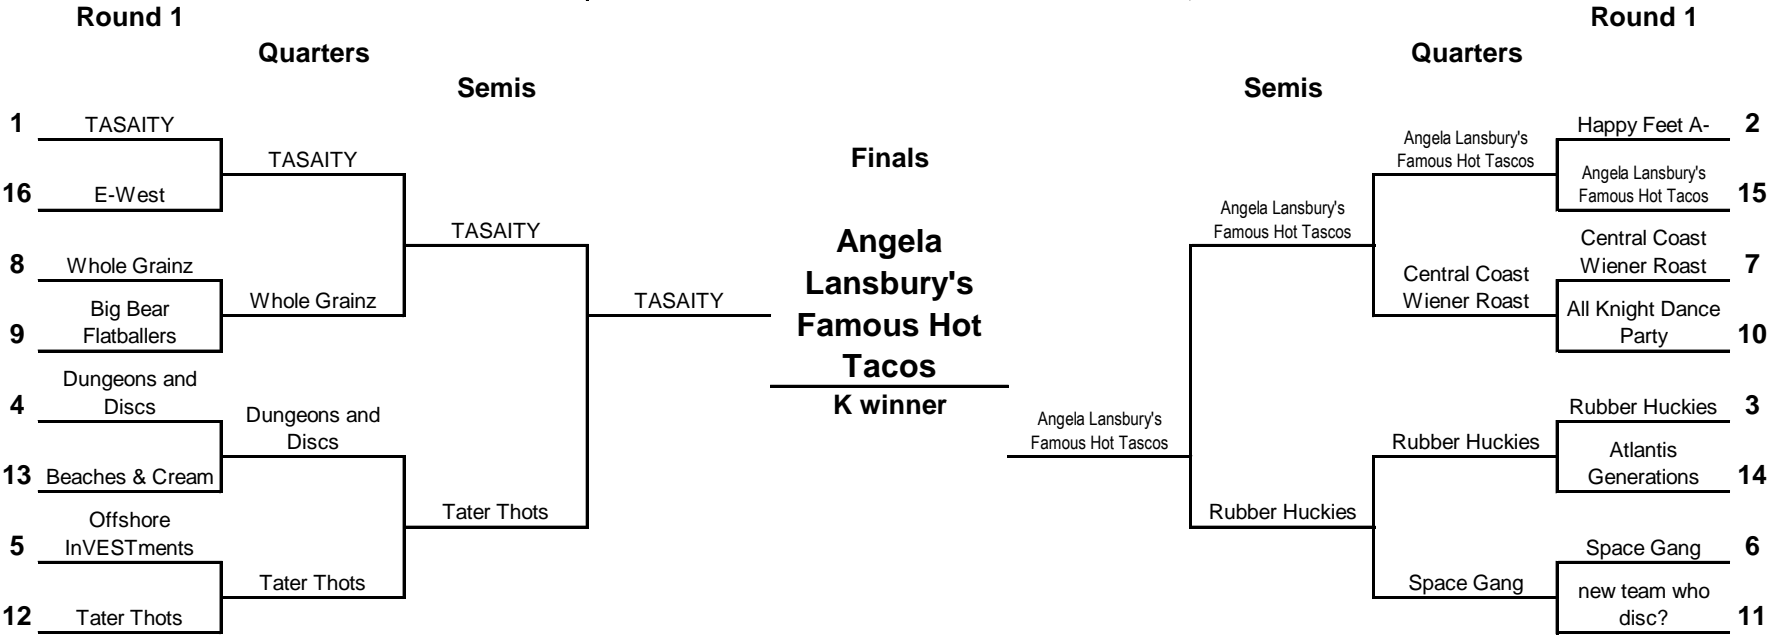 Round 1
Round 1
Quarters
Quarters
Semis
Semis
1
TASAITY
TASAITY
16
E-West
TASAITY
8
Whole Grainz
Whole Grainz
9
Big Bear
Flatballers
TASAITY
4
Dungeons and
Discs
Dungeons and
Discs
13
Beaches & Cream
Tater Thots
5
Offshore
InVESTments
Tater Thots
12
Tater Thots
Finals
Angela
Lansbury's
Famous Hot
Tacos
K winner
Angela Lansbury's
Famous Hot Tascos
Angela Lansbury's
Famous Hot Tascos
Rubber Huckies
Angela Lansbury's
Famous Hot Tascos
Central Coast
Wiener Roast
Rubber Huckies
Space Gang
Happy Feet A-
2
Angela Lansbury's
Famous Hot Tacos
15
Central Coast
Wiener Roast
7
All Knight Dance
Party
10
Rubber Huckies
3
Atlantis
Generations
14
Space Gang
6
new team who
disc?
11